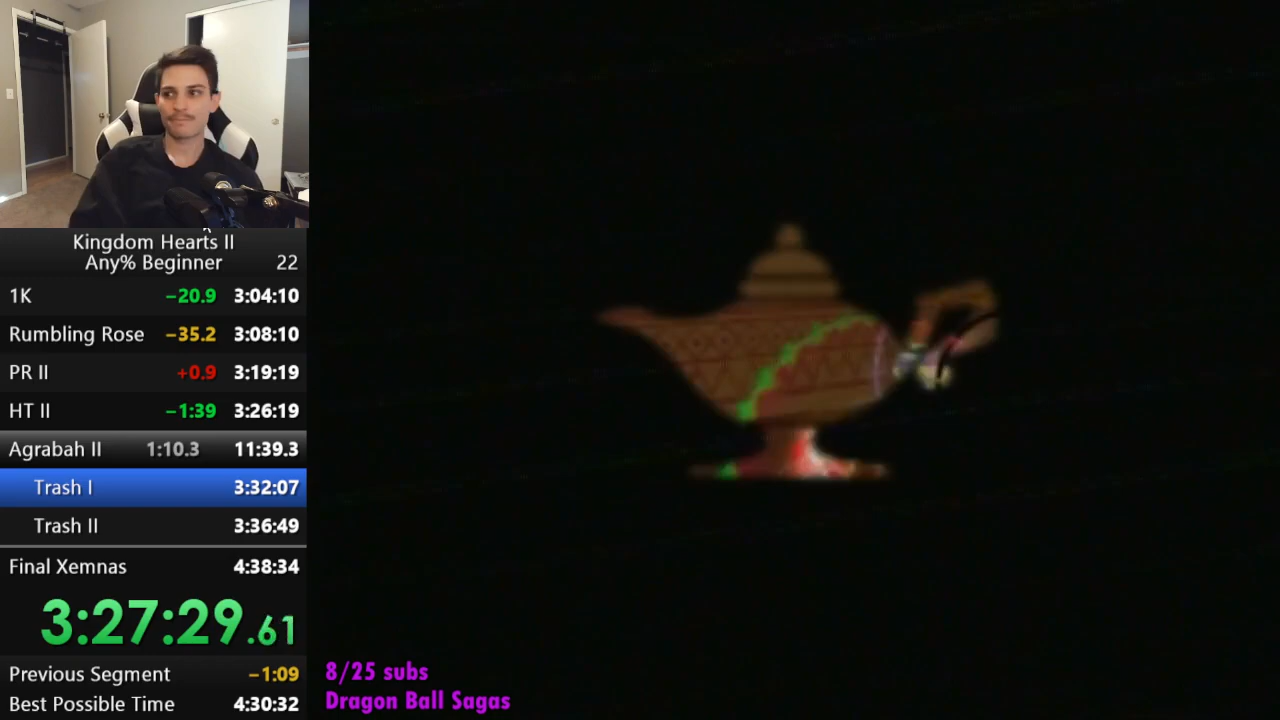 Kingdom Hearts II
Any% Beginner 22
1K -20.9 3:04:10
Rumbling Rose -35.2 3:08:10
PR II +0.9 3:19:19
HT II -1:39 3:26:19
Agrabah II 1:10.3 11:39.3
Trash I 3:32:07
Trash II 3:36:49
Final Xemnas 4:38:34
3:27:29.61
Previous Segment -1:09
Best Possible Time 4:30:32
8/25 subs
Dragon Ball Sagas